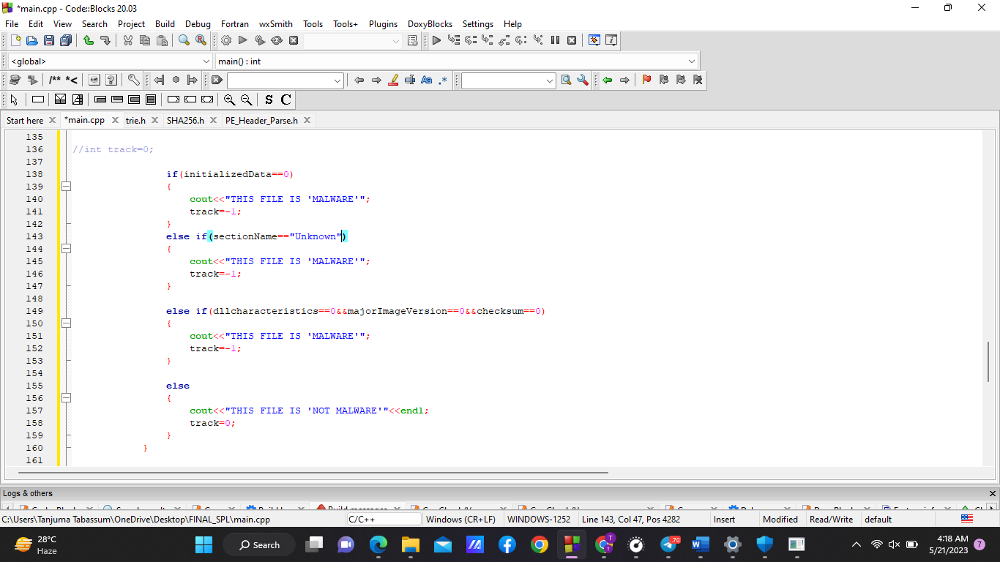 *main.cpp - Code::Blocks 20.03
File Edit View Search Project Build Debug Fortran wxSmith Tools Tools+ Plugins DoxyBlocks Settings Help
<global> main() : int
/** *< Aa .*
S C
Start here *main.cpp trie.h SHA256.h PE_Header_Parse.h
135
136 //int track=0;
137
138 if(initializedData==0)
139 {
140 cout<<"THIS FILE IS 'MALWARE'";
141 track=-1;
142 }
143 else if(sectionName=="Unknown")
144 {
145 cout<<"THIS FILE IS 'MALWARE'";
146 track=-1;
147 }
148
149 else if(dllcharacteristics==0&&majorImageVersion==0&&checksum==0)
150 {
151 cout<<"THIS FILE IS 'MALWARE'";
152 track=-1;
153 }
154
155 else
156 {
157 cout<<"THIS FILE IS 'NOT MALWARE'"<<endl;
158 track=0;
159 }
160 }
161
Logs & others
Build messages
C:\Users\Tanjuma Tabassum\OneDrive\Desktop\FINAL_SPL\main.cpp C/C++ Windows (CR+LF) WINDOWS-1252 Line 143, Col 47, Pos 4282 Insert Modified Read/Write default
28°C
Haze
Search
T
.70
4:18 AM
5/21/2023
7